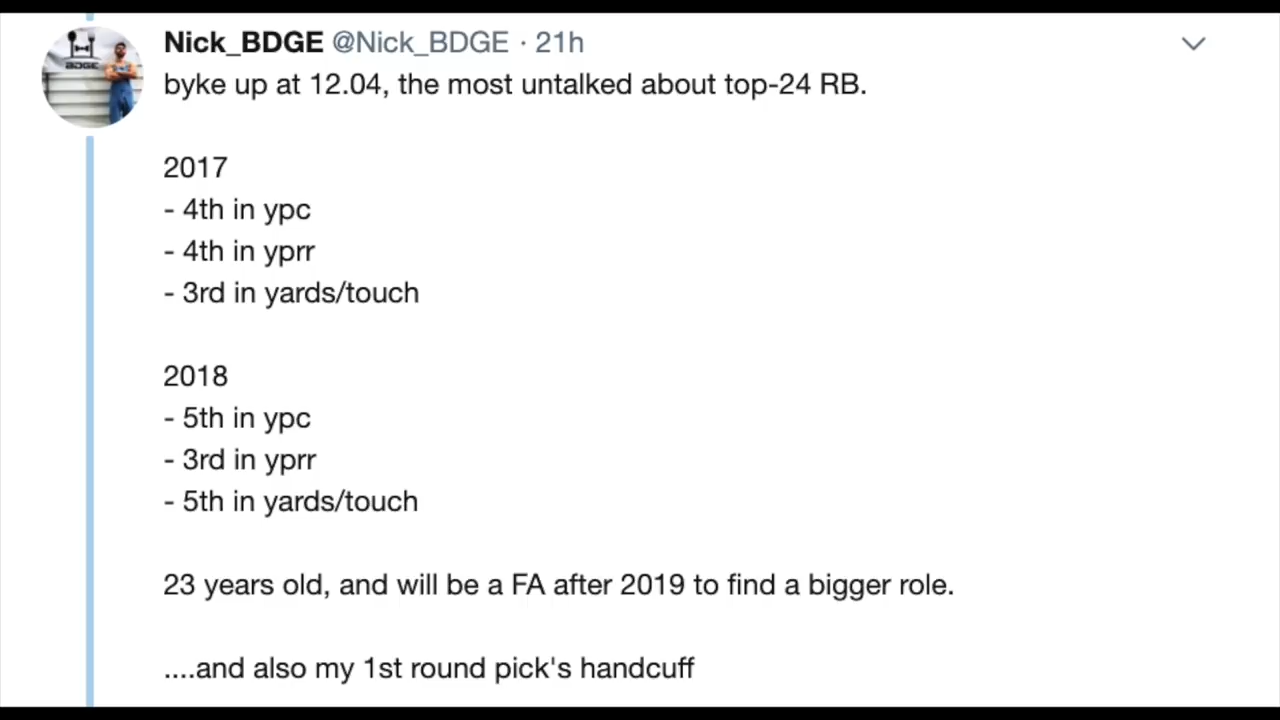 Nick_BDGE @Nick_BDGE · 21h
byke up at 12.04, the most untalked about top-24 RB.
2017
- 4th in ypc
- 4th in yprr
- 3rd in yards/touch
2018
- 5th in ypc
- 3rd in yprr
- 5th in yards/touch
23 years old, and will be a FA after 2019 to find a bigger role.
....and also my 1st round pick's handcuff
BDGE